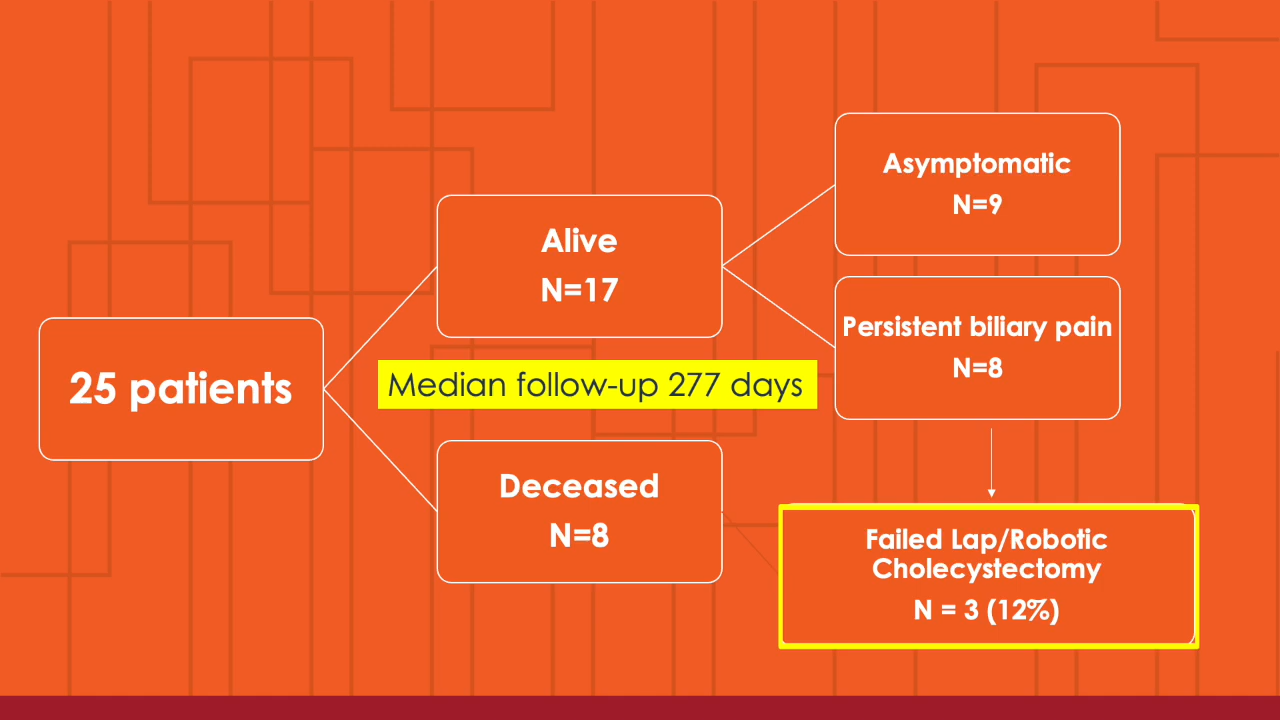 25 patients
Alive
N=17
Median follow-up 277 days
Deceased
N=8
Asymptomatic
N=9
Persistent biliary pain
N=8
Failed Lap/Robotic
Cholecystectomy
N = 3 (12%)